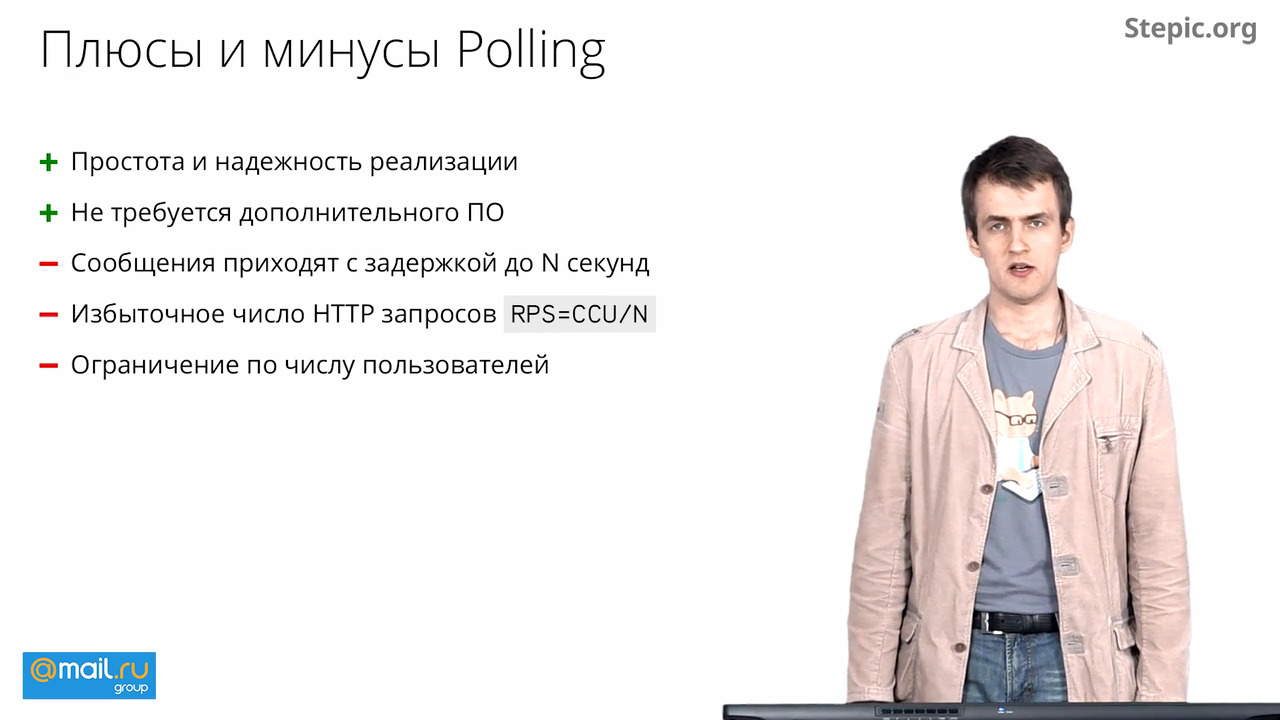 Плюсы и минусы Polling
Stepic.org
+ Простота и надежность реализации
+ Не требуется дополнительного ПО
− Сообщения приходят с задержкой до N секунд
− Избыточное число HTTP запросов RPS=CCU/N
− Ограничение по числу пользователей
@mail.ru
group